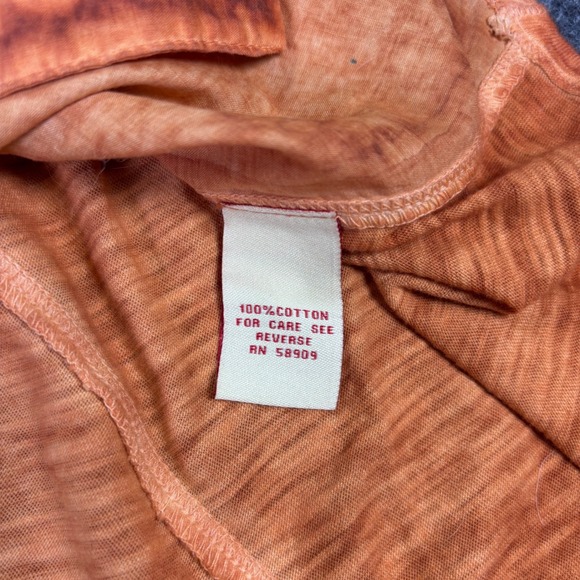 100%COTTON
FOR CARE SEE
REVERSE
RN 58909